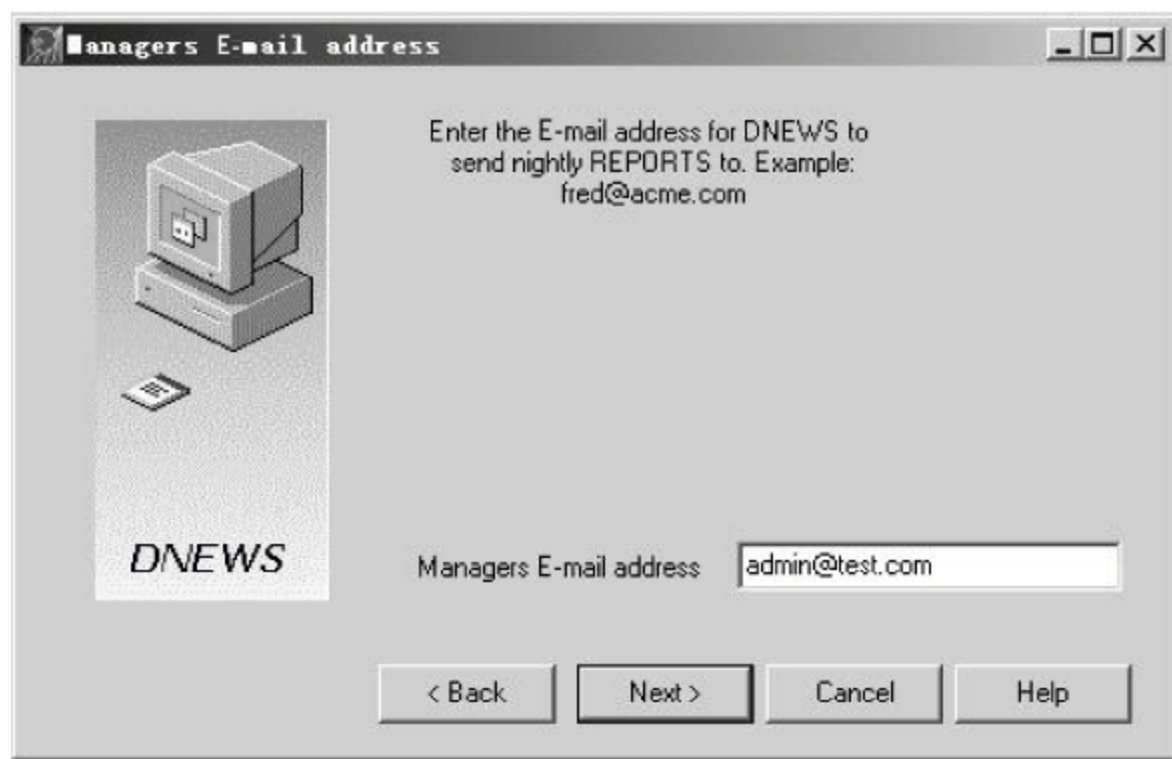 Managers E-mail address
Enter the E-mail address for DNEWS to
send nightly REPORTS to. Example:
fred@acme.com
DNEWS
Managers E-mail address admin@test.com
< Back Next > Cancel Help